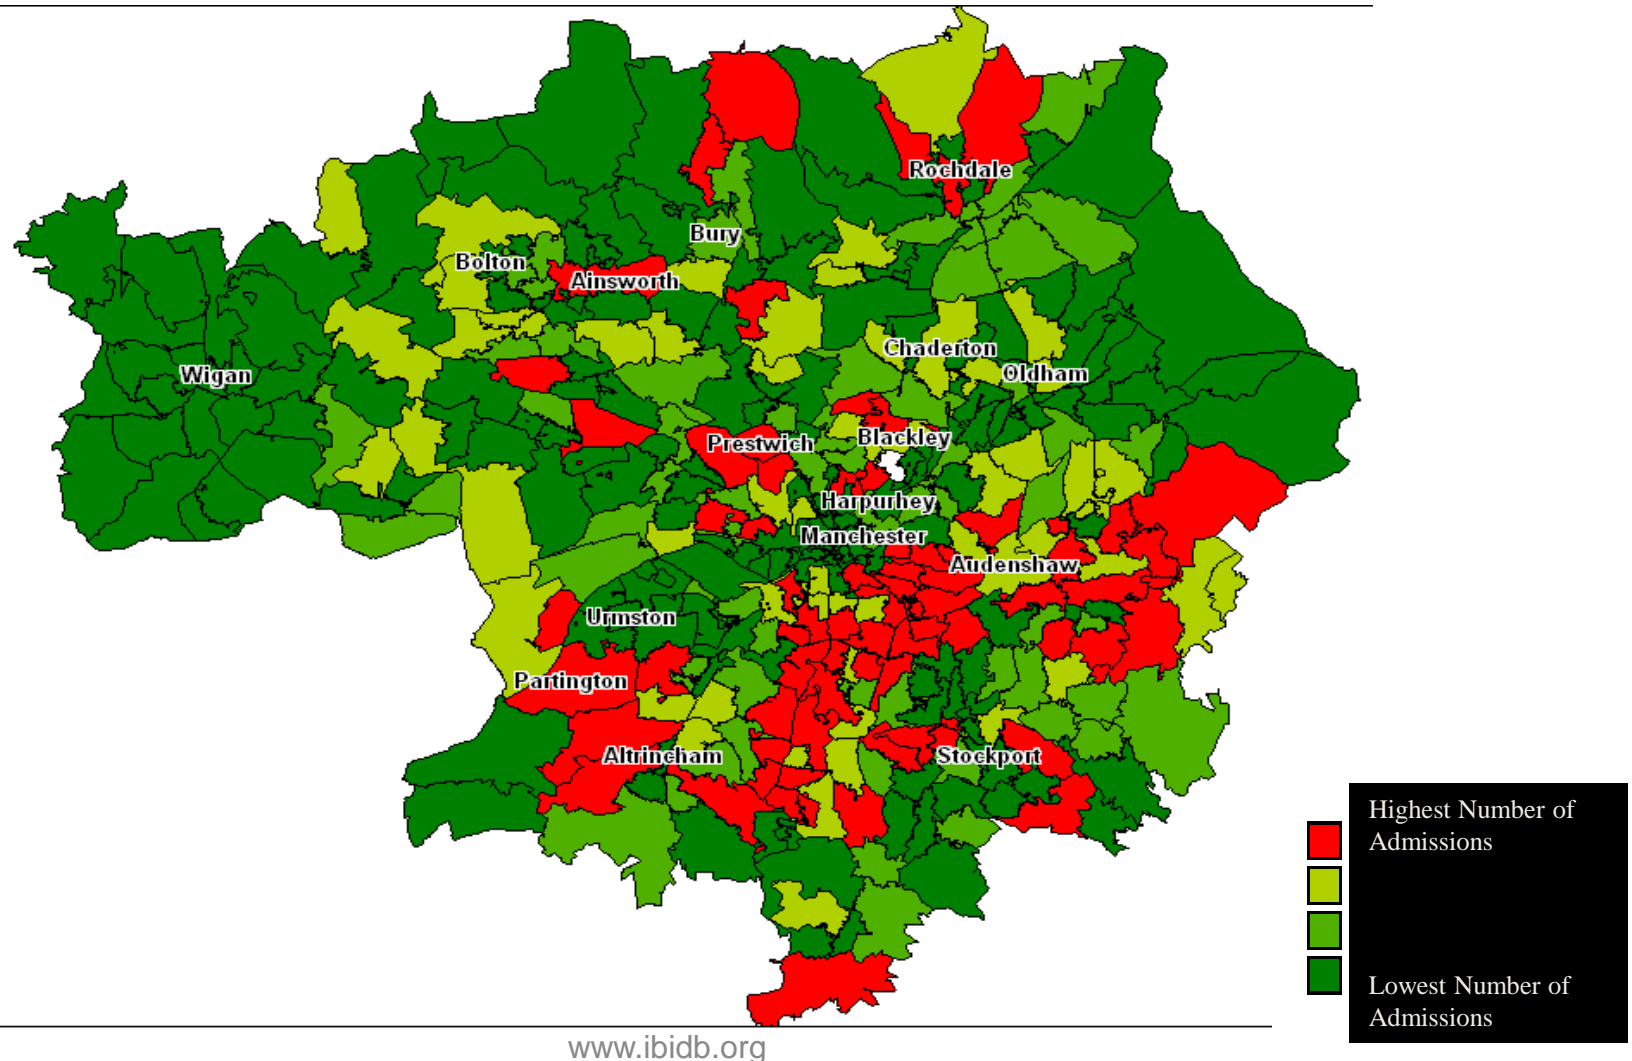 Rochdale
Bury
Bolton
Ainsworth
Chaderton
Wigan
Oldham
Prestwich
Blackley
Harpurhey
Manchester
Audenshaw
Urmston
Partington
Altrincham
Stockport
Highest Number of
Admissions
Lowest Number of
Admissions
www.ibidb.org